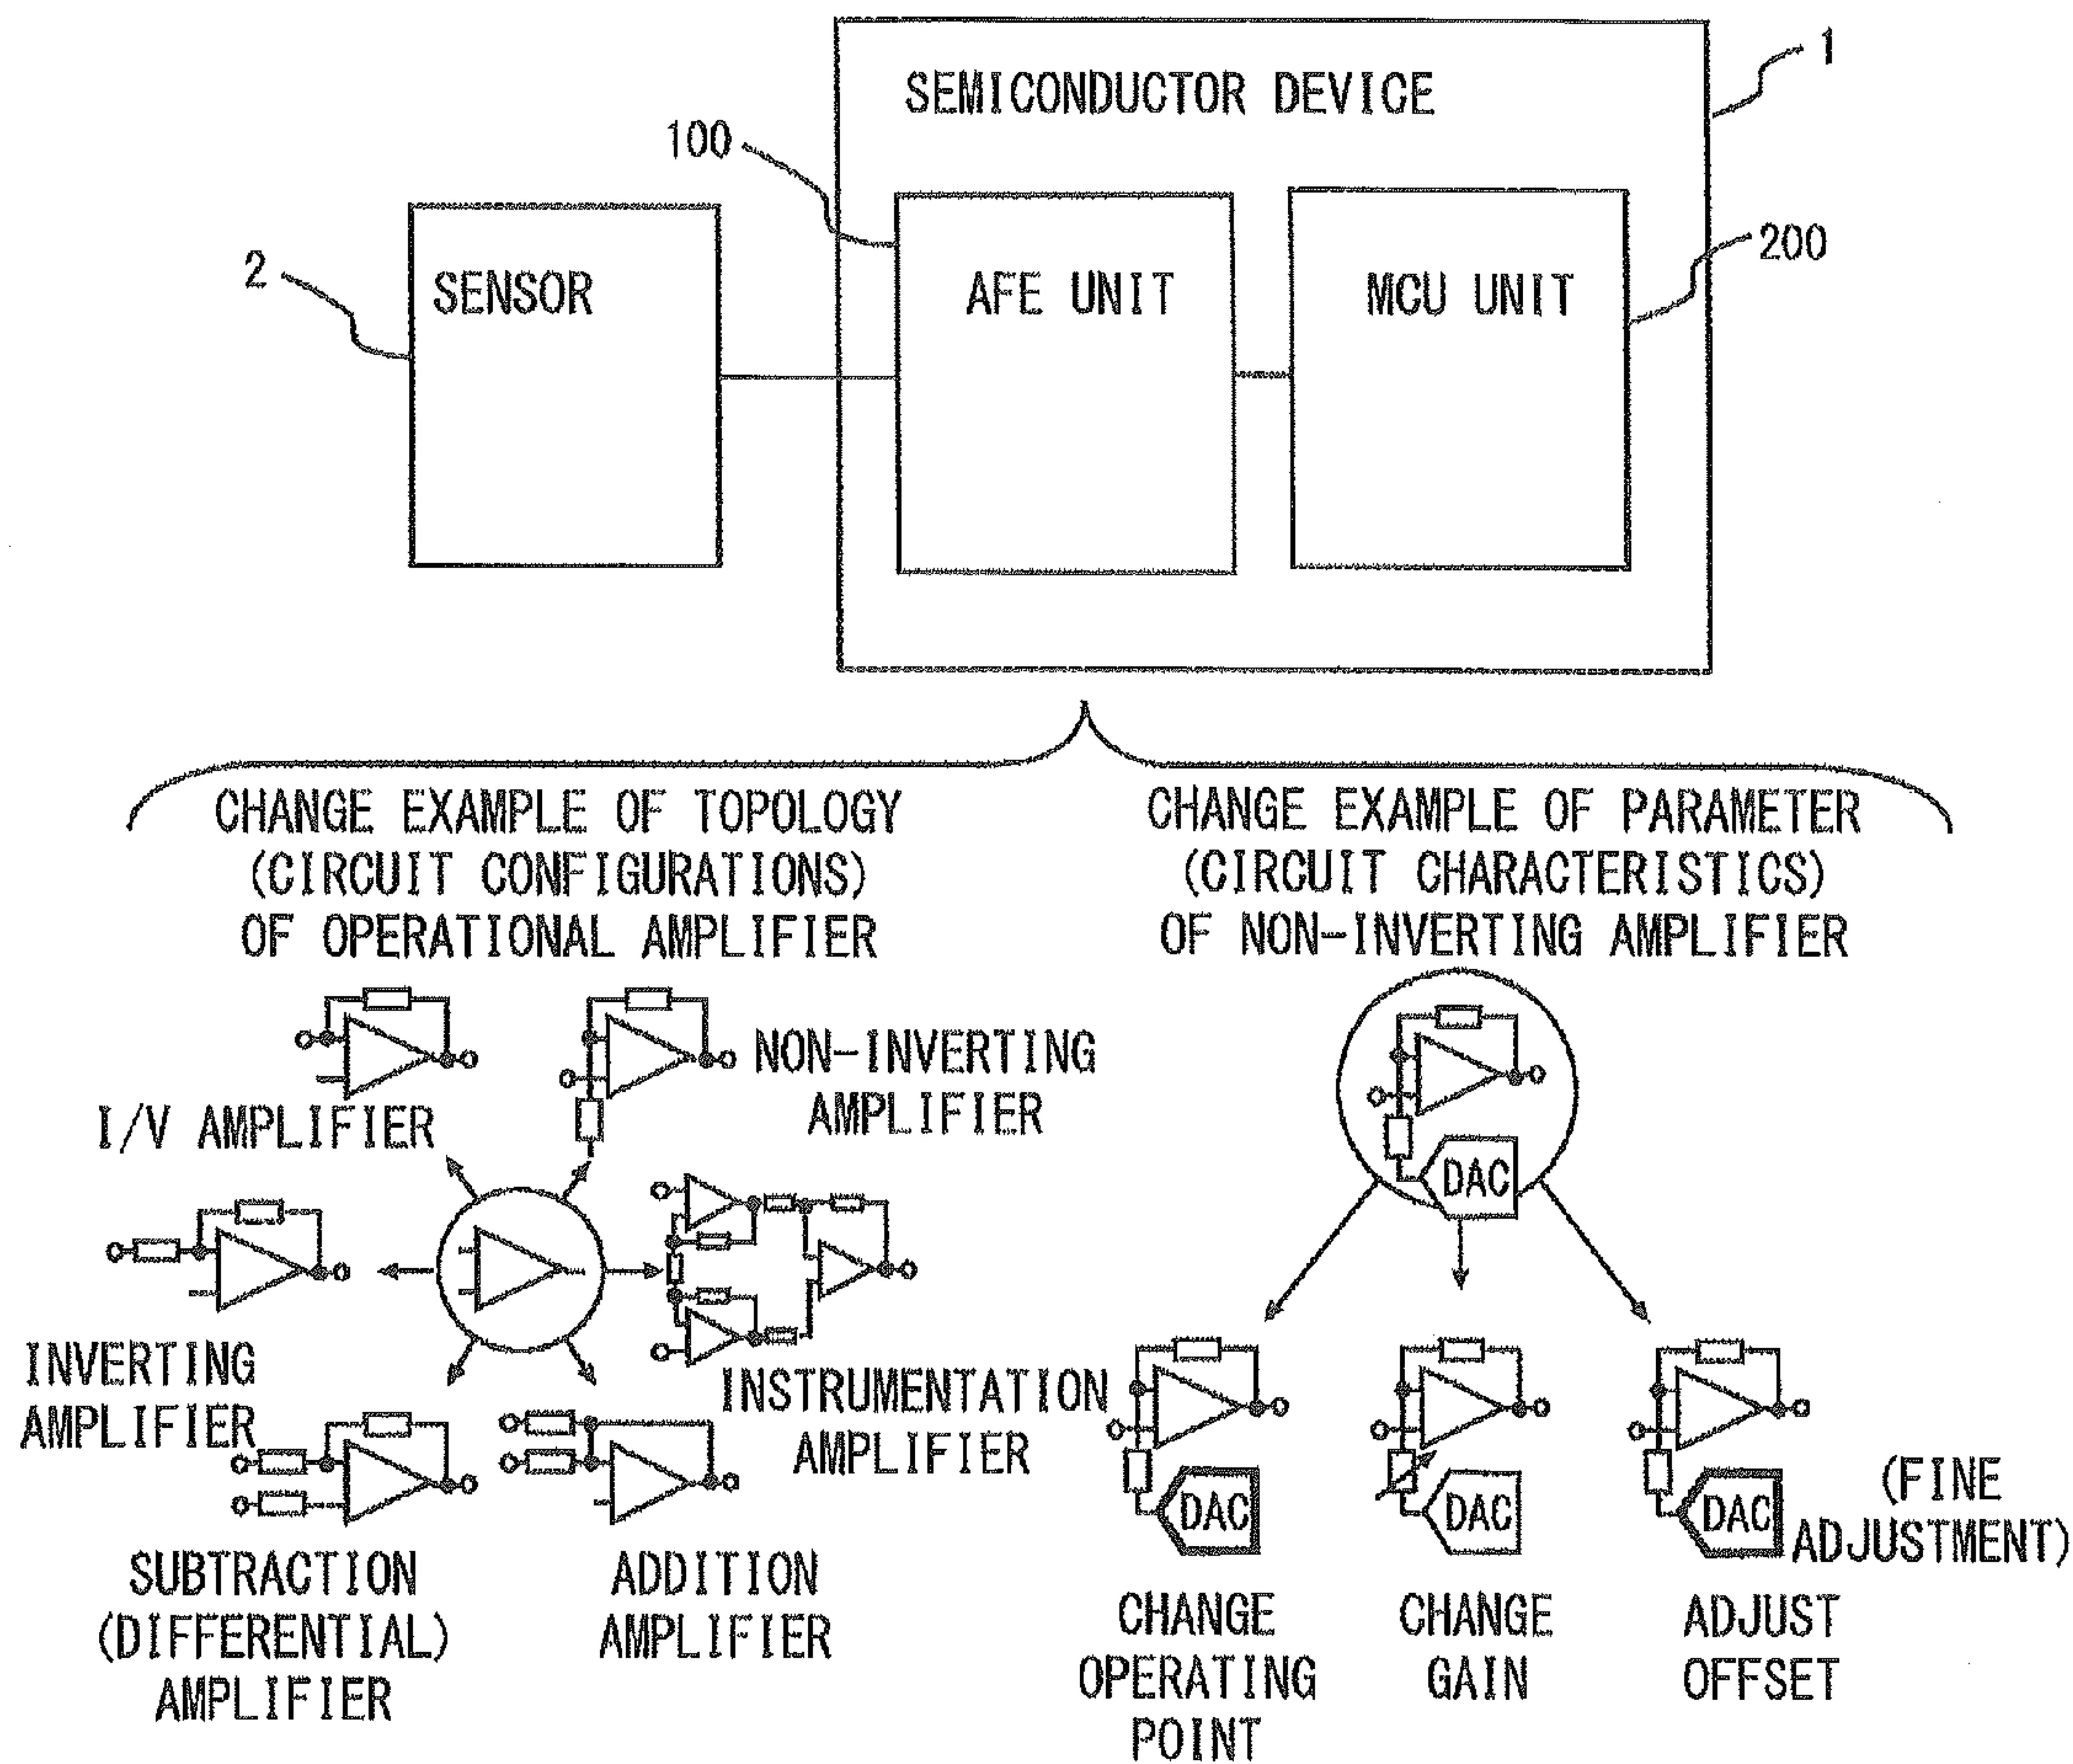 SEMICONDUCTOR DEVICE
1
100
2
SENSOR
AFE UNIT
MCU UNIT
200
CHANGE EXAMPLE OF TOPOLOGY
(CIRCUIT CONFIGURATIONS)
OF OPERATIONAL AMPLIFIER
CHANGE EXAMPLE OF PARAMETER
(CIRCUIT CHARACTERISTICS)
OF NON-INVERTING AMPLIFIER
I/V AMPLIFIER
NON-INVERTING
AMPLIFIER
INVERTING
AMPLIFIER
INSTRUMENTATION
AMPLIFIER
SUBTRACTION
(DIFFERENTIAL)
AMPLIFIER
ADDITION
AMPLIFIER
DAC
DAC
DAC
DAC
(FINE
ADJUSTMENT)
CHANGE
OPERATING
POINT
CHANGE
GAIN
ADJUST
OFFSET